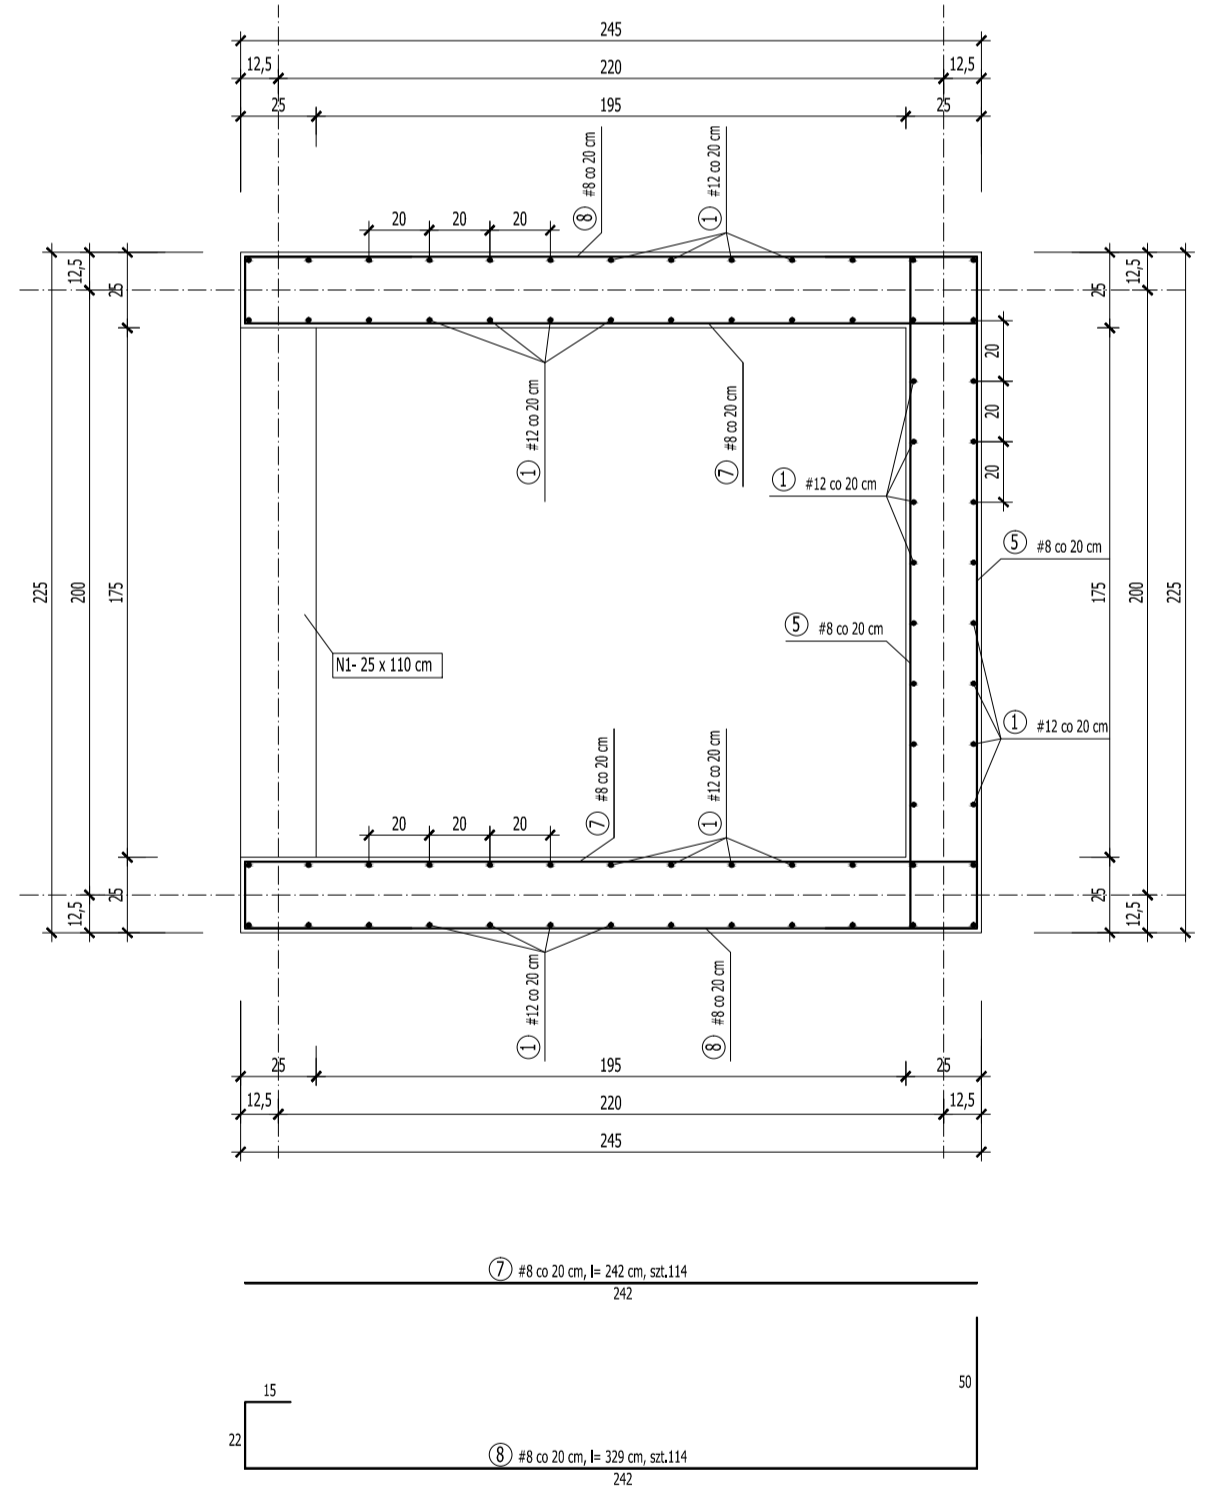 245
12,5 220 12,5
25 195 25
⑧ #8 co 20 cm
① #12 co 20 cm
20 20 20
12,5
25
12,5
25
① #12 co 20 cm
⑦ #8 co 20 cm
20
20
20
① #12 co 20 cm
⑤ #8 co 20 cm
225 200 175
175 200 225
⑤ #8 co 20 cm
N1- 25 x 110 cm
① #12 co 20 cm
⑦ #8 co 20 cm
① #12 co 20 cm
20 20 20
25
12,5
25
12,5
① #12 co 20 cm
⑧ #8 co 20 cm
25 195 25
12,5 220 12,5
245
⑦ #8 co 20 cm, l= 242 cm, szt.114
242
15
50
22
⑧ #8 co 20 cm, l= 329 cm, szt.114
242